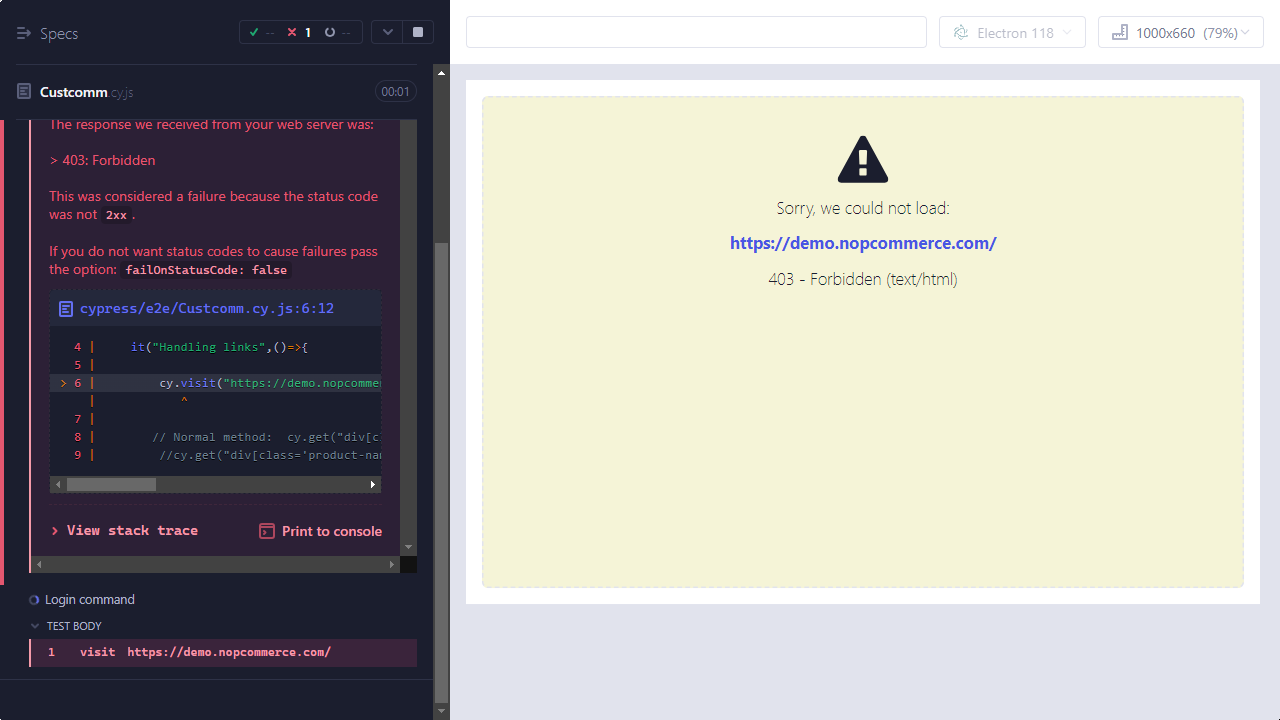 Specs
-- 1 --
Electron 118
1000x660 (79%)
Custcomm.cy.js
00:01
The response we received from your web server was:
> 403: Forbidden
This was considered a failure because the status code
was not 2xx.
If you do not want status codes to cause failures pass
the option: failOnStatusCode: false
cypress/e2e/Custcomm.cy.js:6:12
4 | it("Handling links",()=>{
5 |
> 6 | cy.visit("https://demo.nopcommer
| ^
7 |
8 | // Normal method: cy.get("div[cl
9 | //cy.get("div[class='product-nam
View stack trace
Print to console
Login command
TEST BODY
1 visit https://demo.nopcommerce.com/
Sorry, we could not load:
https://demo.nopcommerce.com/
403 - Forbidden (text/html)